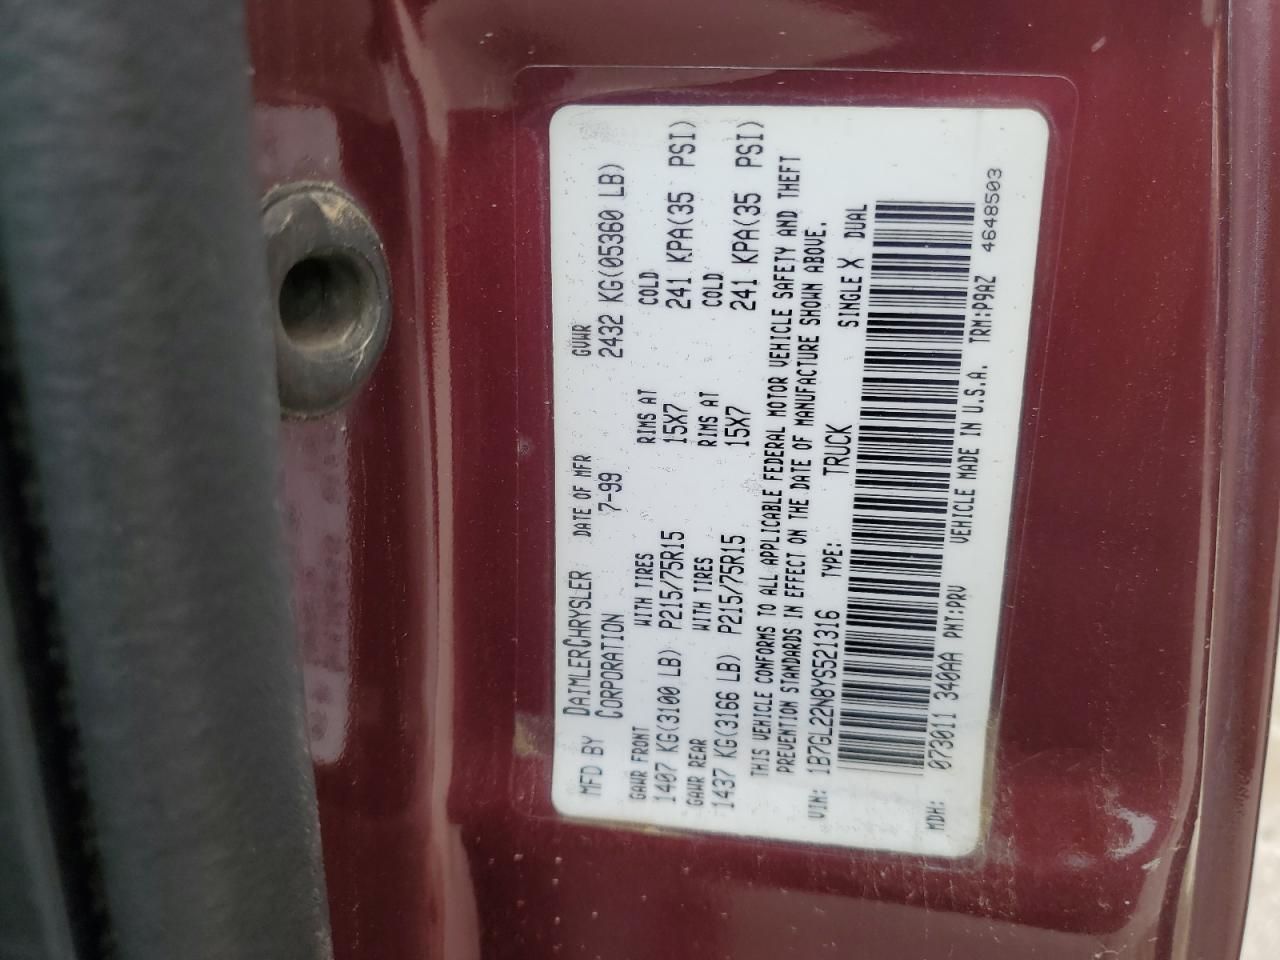 MFD BY DAIMLERCHRYSLER DATE OF MFR GVWR
CORPORATION 7-99 2432 KG(05360 LB)
GAWR FRONT WITH TIRES RIMS AT COLD
1407 KG(3100 LB) P215/75R15 15X7 241 KPA(35 PSI)
GAWR REAR WITH TIRES RIMS AT COLD
1437 KG(3166 LB) P215/75R15 15X7 241 KPA(35 PSI)
THIS VEHICLE CONFORMS TO ALL APPLICABLE FEDERAL MOTOR VEHICLE SAFETY AND THEFT
PREVENTION STANDARDS IN EFFECT ON THE DATE OF MANUFACTURE SHOWN ABOVE.
VIN: 1B7GL22N8YS521316 TYPE: TRUCK SINGLE X DUAL
MDH: 073011 340AA PNT:PRV VEHICLE MADE IN U.S.A. TRM:P9AZ 4648503